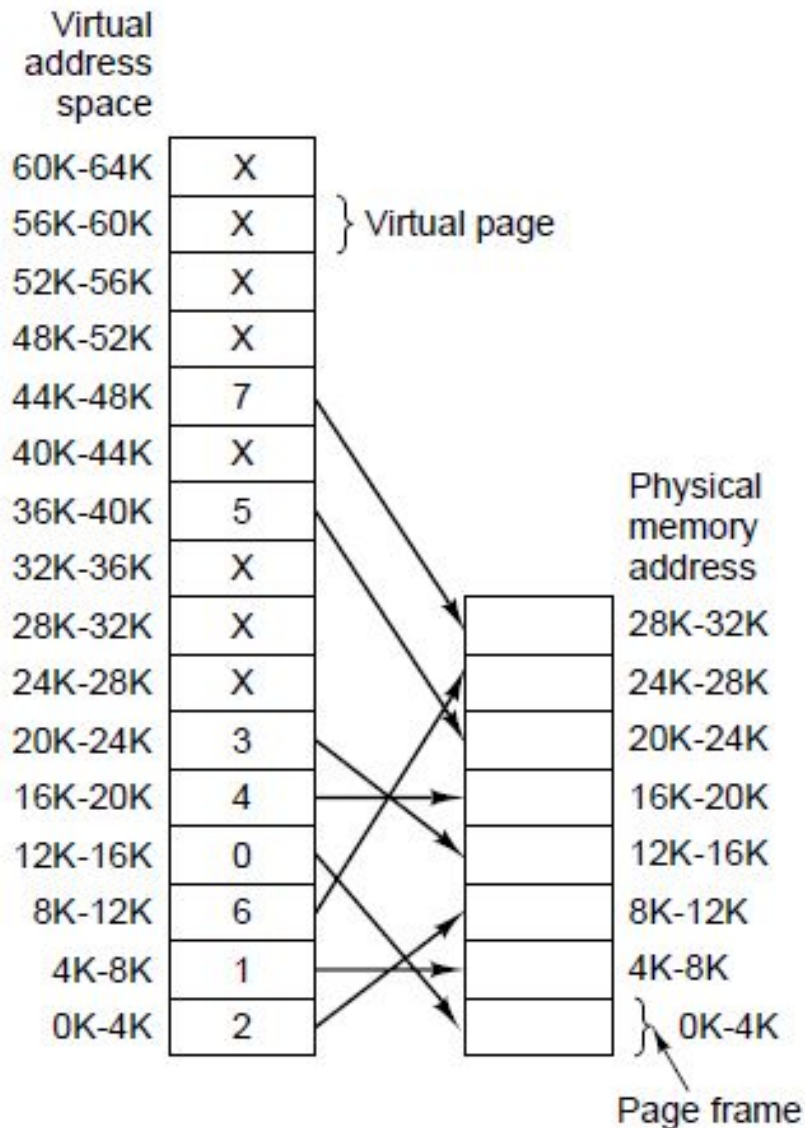 Virtual
address
space
60K-64K X
56K-60K X Virtual page
52K-56K X
48K-52K X
44K-48K 7
40K-44K X
36K-40K 5
32K-36K X
28K-32K X
24K-28K X
20K-24K 3
16K-20K 4
12K-16K 0
8K-12K 6
4K-8K 1
0K-4K 2
Physical
memory
address
28K-32K
24K-28K
20K-24K
16K-20K
12K-16K
8K-12K
4K-8K
0K-4K
Page frame